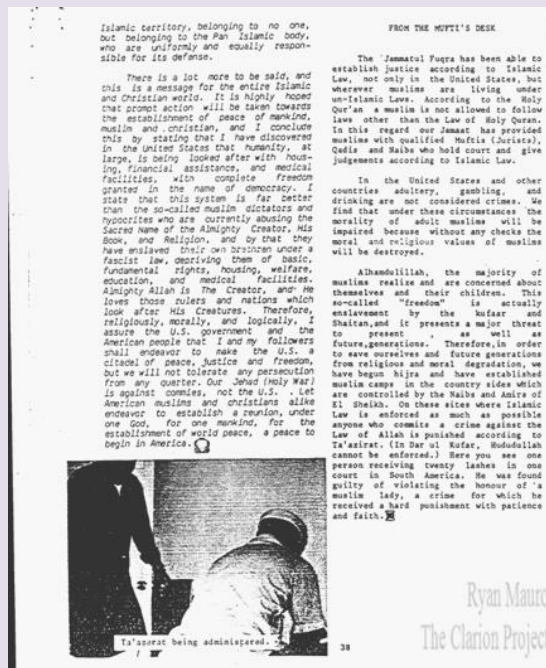 Islamic territory, belonging to no one,
but belonging to the Pan Islamic body,
who are uniformly and equally respon-
sible for its defense.
There is a lot more to be said, and
this is a message for the entire Islamic
and Christian world. It is highly hoped
that prompt action will be taken towards
the establishment of peace of mankind,
muslim and christian, and I conclude
this by stating that I have discovered
in the United States that humanity, at
large, is being looked after with hous-
ing, financial assistance, and medical
facilities, with complete freedom
granted in the name of democracy. I
state that this system is far better
than the so-called muslim dictators and
hypocrites who are currently abusing the
Sacred Name of the Almighty Creator, His
Book, and Religion, and by that they
have enslaved their own brethren under a
fascist law, depriving them of basic,
fundamental rights, housing, welfare,
education, and medical facilities.
Almighty Allah is The Creator, and He
loves those rulers and nations which
look after His Creatures. Therefore,
religiously, morally, and logically, I
assure the U.S. government and the
American people that I and my followers
shall endeavor to make the U.S. a
citadel of peace, justice and freedom,
but we will not tolerate any persecution
from any quarter. Our Jehad (Holy War)
is against commies, not the U.S. . Let
American muslims and christians alike
endeavor to establish a reunion, under
one God, for one mankind, for the
establishment of world peace, a peace to
begin in America.
Ta'azerat being administered.
FROM THE MUFTI'S DESK
The Jammatul Fuqra has been able to
establish justice according to Islamic
Law, not only in the United States, but
wherever muslims are living under
un-Islamic Laws. According to the Holy
Qur'an a muslim is not allowed to follow
laws other than the Law of Holy Quran.
In this regard our Jamaat has provided
muslims with qualified Muftis (Jurists),
Qadis and Naibs who hold court and give
judgements according to Islamic Law.
In the United States and other
countries adultery, gambling, and
drinking are not considered crimes. We
find that under these circumstances the
morality of adult muslims will be
impaired because without any checks the
moral and religious values of muslims
will be destroyed.
Alhamdulillah, the majority of
muslims realize and are concerned about
themselves and their children. This
so-called "freedom" is actually
enslavement by the kufaar and
Shaitan,and it presents a major threat
to present , as well as
future,generations. Therefore,in order
to save ourselves and future generations
from religious and moral degradation, we
have begun hijra and have established
muslim camps in the country sides which
are controlled by the Naibs and Amirs of
El Sheikh. On these sites where Islamic
Law is enforced as much as possible
anyone who commits a crime against the
Law of Allah is punished according to
Ta'azirat. (In Dar ul Kofar, Hududullah
cannot be enforced.) Here you see one
person receiving twenty lashes in one
court in South America. He was found
guilty of violating the honour of a
muslim lady, a crime for which he
received a hard punishment with patience
and faith.
38
Ryan Mauro
The Clarion Project